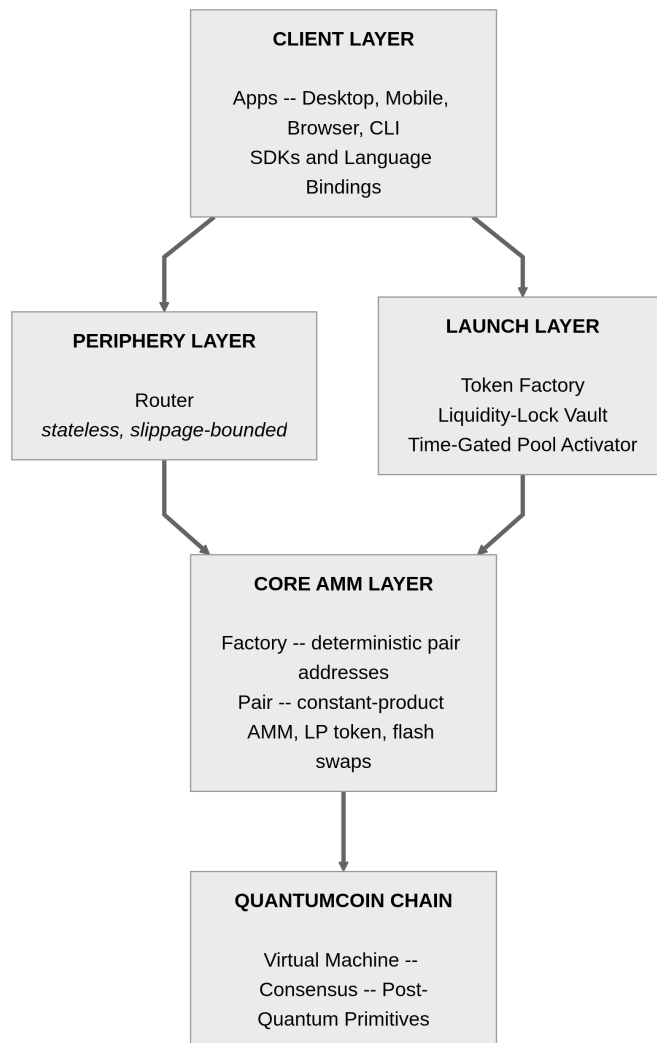 CLIENT LAYER
Apps -- Desktop, Mobile,
Browser, CLI
SDKs and Language
Bindings
PERIPHERY LAYER
Router
stateless, slippage-bounded
LAUNCH LAYER
Token Factory
Liquidity-Lock Vault
Time-Gated Pool Activator
CORE AMM LAYER
Factory -- deterministic pair
addresses
Pair -- constant-product
AMM, LP token, flash
swaps
QUANTUMCOIN CHAIN
Virtual Machine --
Consensus -- Post-
Quantum Primitives